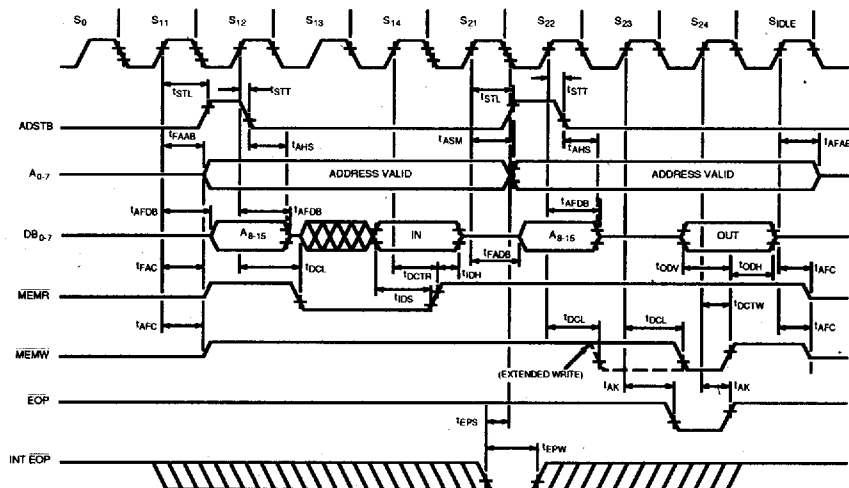 S0 S11 S12 S13 S14 S21 S22 S23 S24 SIDLE
tSTL tSTT tSTL tSTT
ADSTB
tFAAB tAHS tASM tAHS tAFAB
A0-7 ADDRESS VALID ADDRESS VALID
tAFDB tAFDB tAFDB
DB0-7 A8-15 IN A8-15 OUT
tFAC tDCL tDCTR tIDH tFADB tODV tODH tAFC
MEMR tIDS tDCTW
tAFC tDCL tDCL tAFC
MEMW
(EXTENDED WRITE)
tAK tAK
EOP
tEPS
tEPW
INT EOP